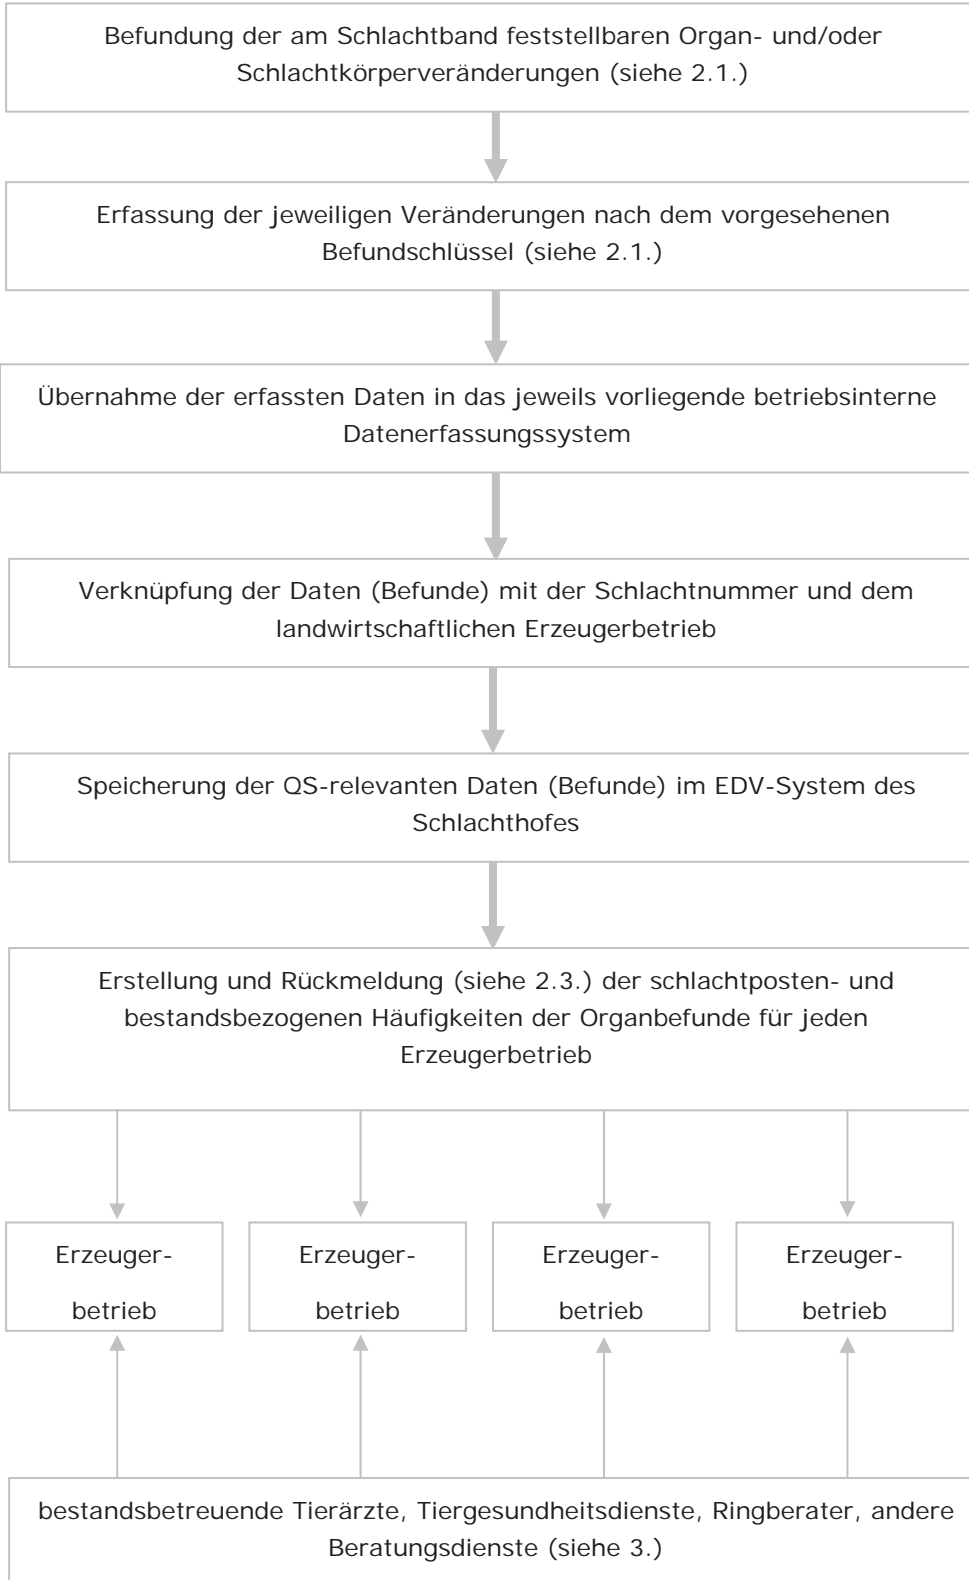 Befundung der am Schlachtband feststellbaren Organ- und/oder
Schlachtkörperveränderungen (siehe 2.1.)
Erfassung der jeweiligen Veränderungen nach dem vorgesehenen
Befundschlüssel (siehe 2.1.)
Übernahme der erfassten Daten in das jeweils vorliegende betriebsinterne
Datenerfassungssystem
Verknüpfung der Daten (Befunde) mit der Schlachtnummer und dem
landwirtschaftlichen Erzeugerbetrieb
Speicherung der QS-relevanten Daten (Befunde) im EDV-System des
Schlachthofes
Erstellung und Rückmeldung (siehe 2.3.) der schlachtposten- und
bestandsbezogenen Häufigkeiten der Organbefunde für jeden
Erzeugerbetrieb
Erzeuger-
betrieb
Erzeuger-
betrieb
Erzeuger-
betrieb
Erzeuger-
betrieb
bestandsbetreuende Tierärzte, Tiergesundheitsdienste, Ringberater, andere
Beratungsdienste (siehe 3.)